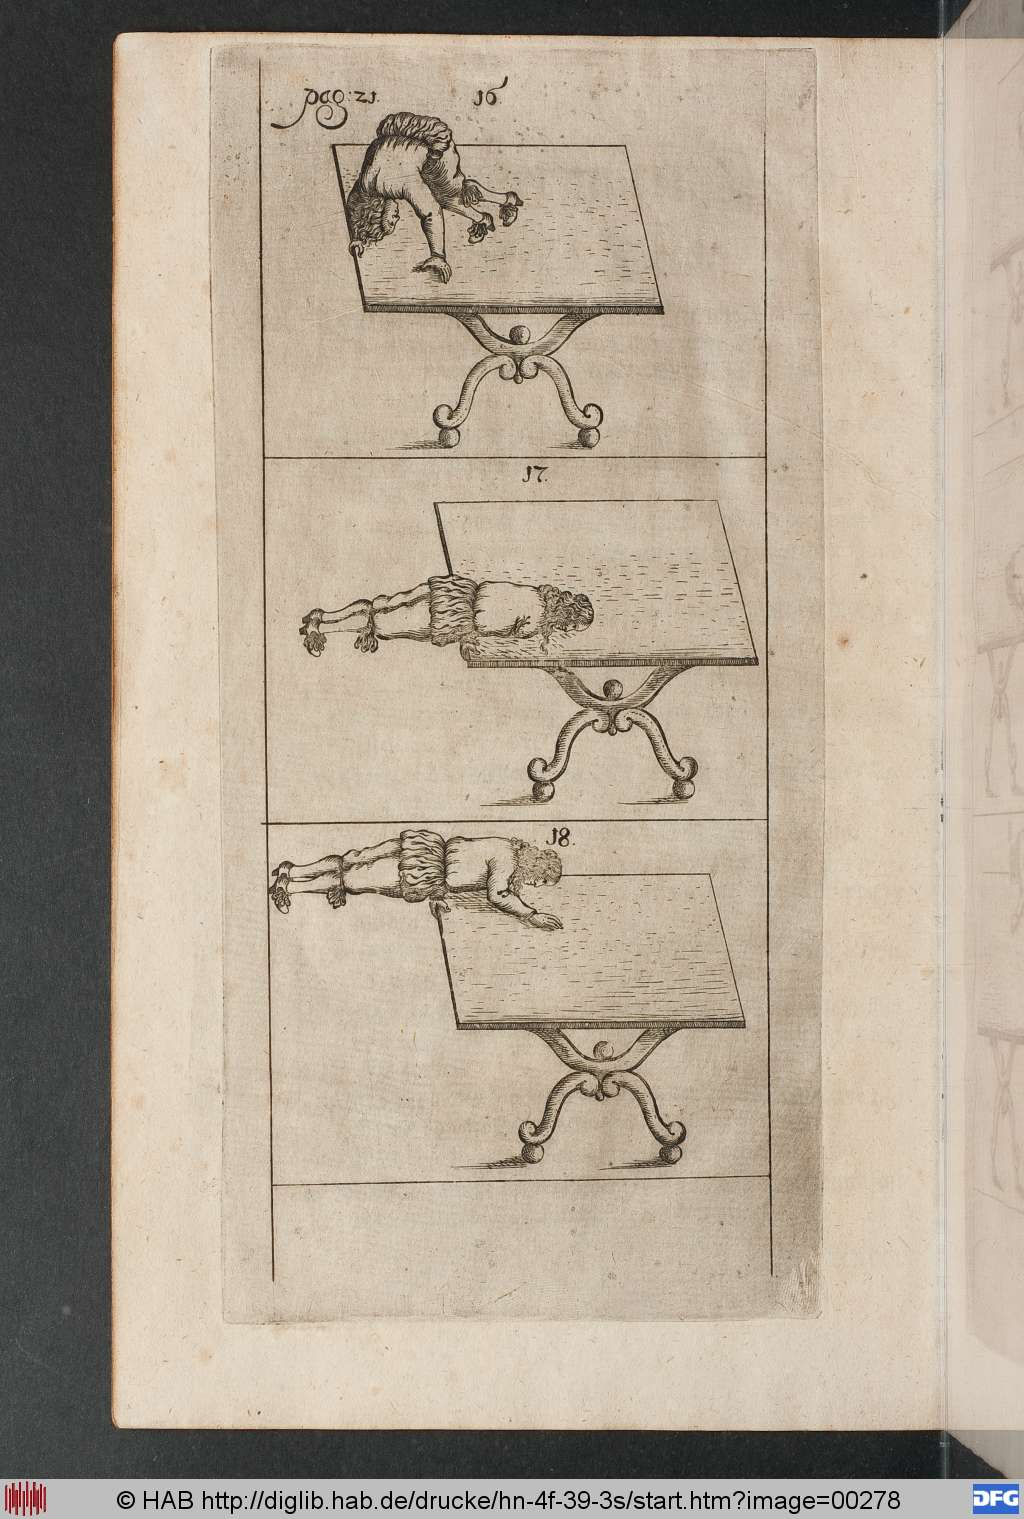 pag: 21. 16.
17.
18.
© HAB http://diglib.hab.de/drucke/hn-4f-39-3s/start.htm?image=00278
DFG